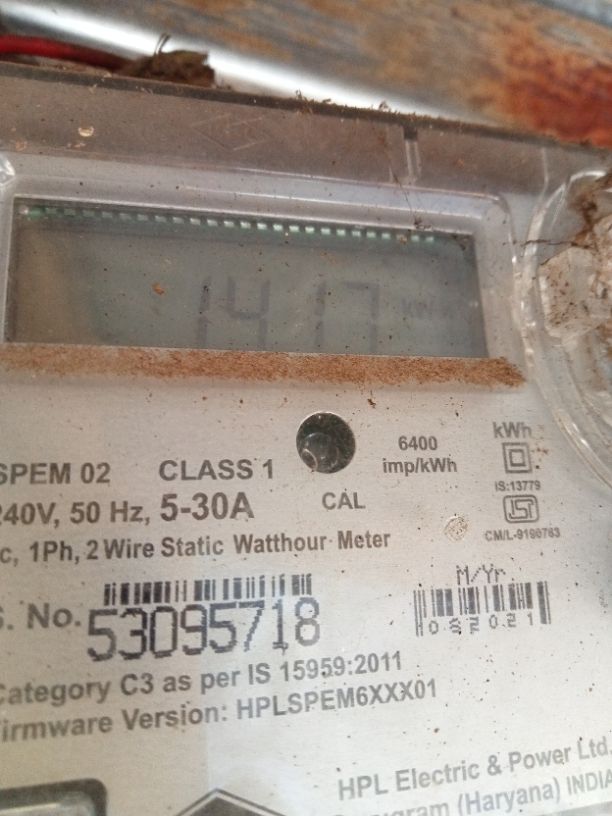 1417
kWh
SPEM 02 CLASS 1
6400
imp/kWh
kWh
IS:13779
240V, 50 Hz, 5-30A
CAL
CM/L-9100763
c, 1Ph, 2 Wire Static Watthour Meter
M/Yr.
S. No. 53095718
082021
Category C3 as per IS 15959:2011
Firmware Version: HPLSPEM6XXX01
HPL Electric & Power Ltd.
(Haryana) INDIA